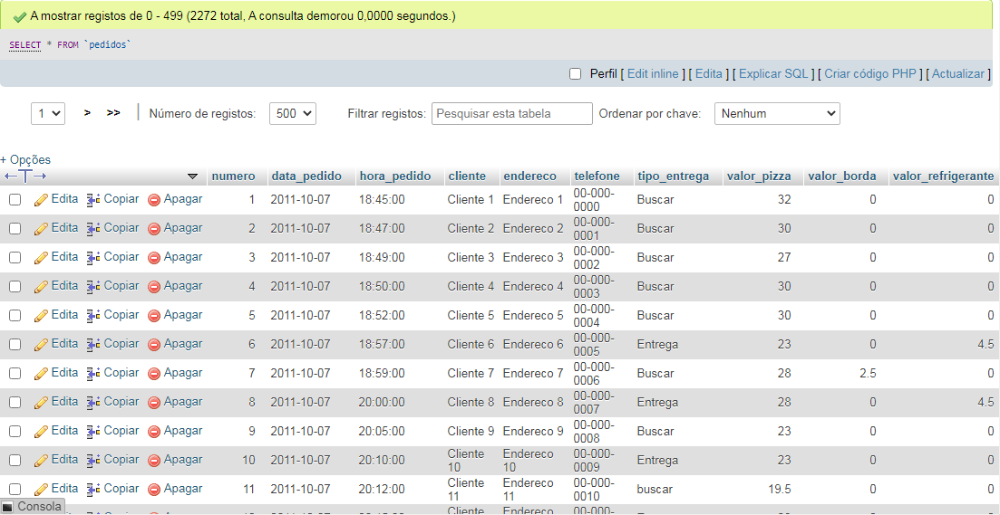 A mostrar registos de 0 - 499 (2272 total, A consulta demorou 0,0000 segundos.)
SELECT * FROM `pedidos`
Perfil [ Edit inline ] [ Edita ] [ Explicar SQL ] [ Criar código PHP ] [ Actualizar ]
1 > >> | Número de registos: 500 Filtrar registos: Pesquisar esta tabela Ordenar por chave: Nenhum
+ Opções
←T→ numero data_pedido hora_pedido cliente endereco telefone tipo_entrega valor_pizza valor_borda valor_refrigerante
Edita Copiar Apagar 1 2011-10-07 18:45:00 Cliente 1 Endereco 1 00-000-0000 Buscar 32 0 0
Edita Copiar Apagar 2 2011-10-07 18:47:00 Cliente 2 Endereco 2 00-000-0001 Buscar 30 0 0
Edita Copiar Apagar 3 2011-10-07 18:49:00 Cliente 3 Endereco 3 00-000-0002 Buscar 27 0 0
Edita Copiar Apagar 4 2011-10-07 18:50:00 Cliente 4 Endereco 4 00-000-0003 Buscar 30 0 0
Edita Copiar Apagar 5 2011-10-07 18:52:00 Cliente 5 Endereco 5 00-000-0004 Buscar 30 0 0
Edita Copiar Apagar 6 2011-10-07 18:57:00 Cliente 6 Endereco 6 00-000-0005 Entrega 23 0 4.5
Edita Copiar Apagar 7 2011-10-07 18:59:00 Cliente 7 Endereco 7 00-000-0006 Buscar 28 2.5 0
Edita Copiar Apagar 8 2011-10-07 20:00:00 Cliente 8 Endereco 8 00-000-0007 Entrega 28 0 4.5
Edita Copiar Apagar 9 2011-10-07 20:05:00 Cliente 9 Endereco 9 00-000-0008 Buscar 23 0 0
Edita Copiar Apagar 10 2011-10-07 20:10:00 Cliente 10 Endereco 10 00-000-0009 Entrega 23 0 0
Edita Copiar Apagar 11 2011-10-07 20:12:00 Cliente 11 Endereco 11 00-000-0010 buscar 19.5 0 0
Consola
Cliente Endereco 00-000-